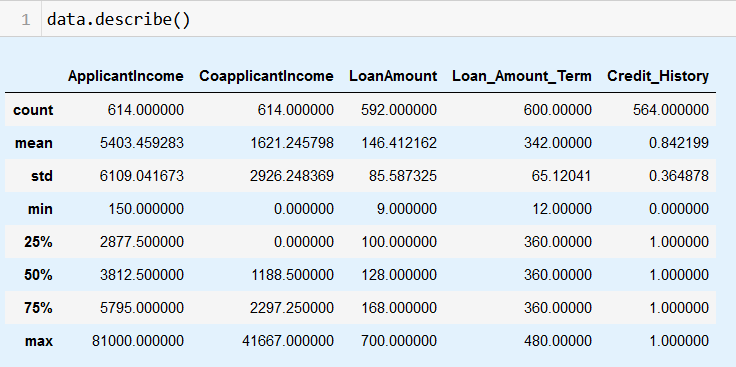 1 data.describe()
ApplicantIncome CoapplicantIncome LoanAmount Loan_Amount_Term Credit_History
count 614.000000 614.000000 592.000000 600.00000 564.000000
mean 5403.459283 1621.245798 146.412162 342.00000 0.842199
std 6109.041673 2926.248369 85.587325 65.12041 0.364878
min 150.000000 0.000000 9.000000 12.00000 0.000000
25% 2877.500000 0.000000 100.000000 360.00000 1.000000
50% 3812.500000 1188.500000 128.000000 360.00000 1.000000
75% 5795.000000 2297.250000 168.000000 360.00000 1.000000
max 81000.000000 41667.000000 700.000000 480.00000 1.000000